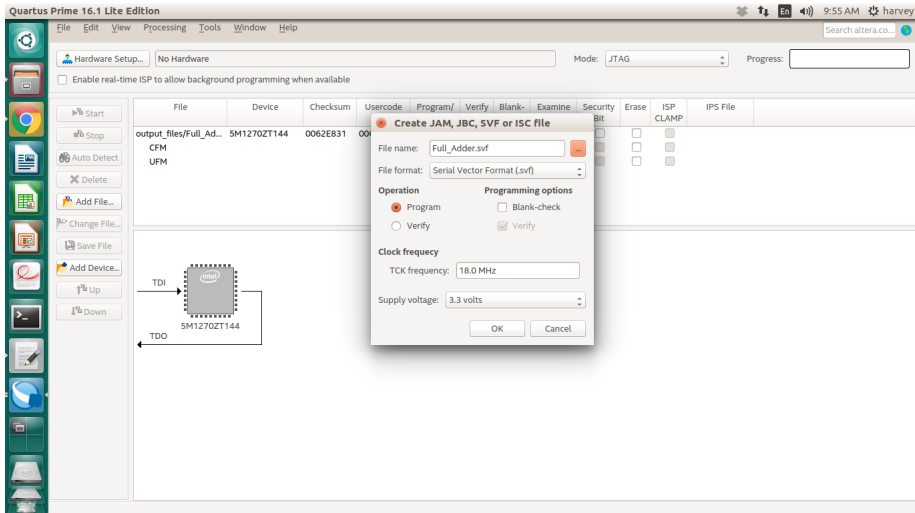 Quartus Prime 16.1 Lite Edition
En 9:55 AM harvey
File Edit View Processing Tools Window Help
Search altera.co...
Hardware Setup... No Hardware Mode: JTAG Progress:
Enable real-time ISP to allow background programming when available
File Device Checksum Usercode Program/ Verify Blank- Examine Security Bit Erase ISP CLAMP IPS File
Start
Stop
Auto Detect
Delete
Add File...
Change File...
Save File
Add Device...
Up
Down
output_files/Full_Ad... 5M1270ZT144 0062E831
CFM
UFM
Create JAM, JBC, SVF or ISC file
File name: Full_Adder.svf ...
File format: Serial Vector Format (.svf)
Operation Programming options
Program Blank-check
Verify Verify
Clock frequecy
TCK frequency: 18.0 MHz
Supply voltage: 3.3 volts
OK Cancel
TDI
intel
5M1270ZT144
TDO